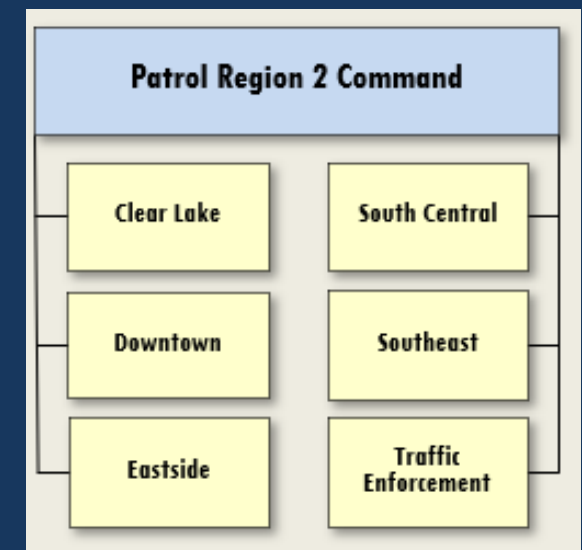 Patrol Region 2 Command
Clear Lake
South Central
Downtown
Southeast
Eastside
Traffic
Enforcement